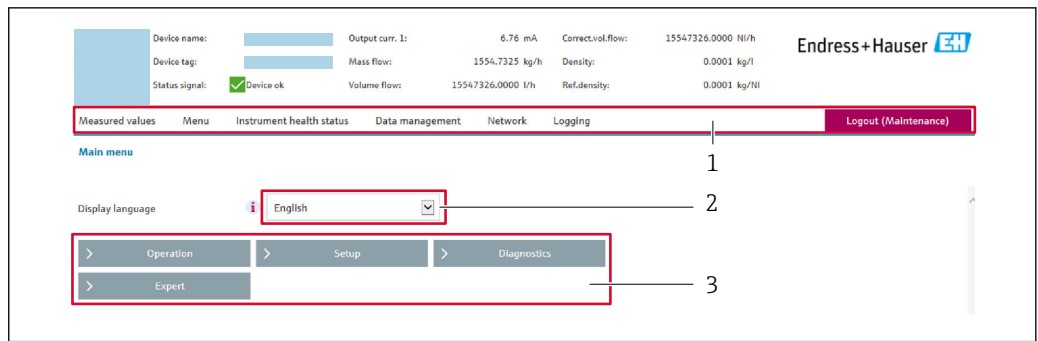 Device name: Output curr. 1: 6.76 mA Correct.vol.flow: 15547326.0000 Nl/h
Endress+Hauser EH
Device tag: Mass flow: 1554.7325 kg/h Density: 0.0001 kg/l
Status signal: Device ok Volume flow: 15547326.0000 l/h Ref.density: 0.0001 kg/Nl
Measured values Menu Instrument health status Data management Network Logging Logout (Maintenance)
1
Main menu
Display language i English 2
> Operation > Setup > Diagnostics
> Expert 3